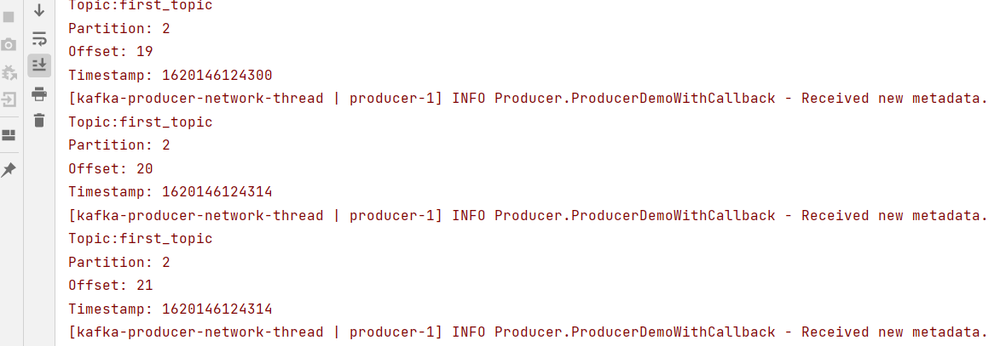 Topic:first_topic
Partition: 2
Offset: 19
Timestamp: 1620146124300
[kafka-producer-network-thread | producer-1] INFO Producer.ProducerDemoWithCallback - Received new metadata.
Topic:first_topic
Partition: 2
Offset: 20
Timestamp: 1620146124314
[kafka-producer-network-thread | producer-1] INFO Producer.ProducerDemoWithCallback - Received new metadata.
Topic:first_topic
Partition: 2
Offset: 21
Timestamp: 1620146124314
[kafka-producer-network-thread | producer-1] INFO Producer.ProducerDemoWithCallback - Received new metadata.